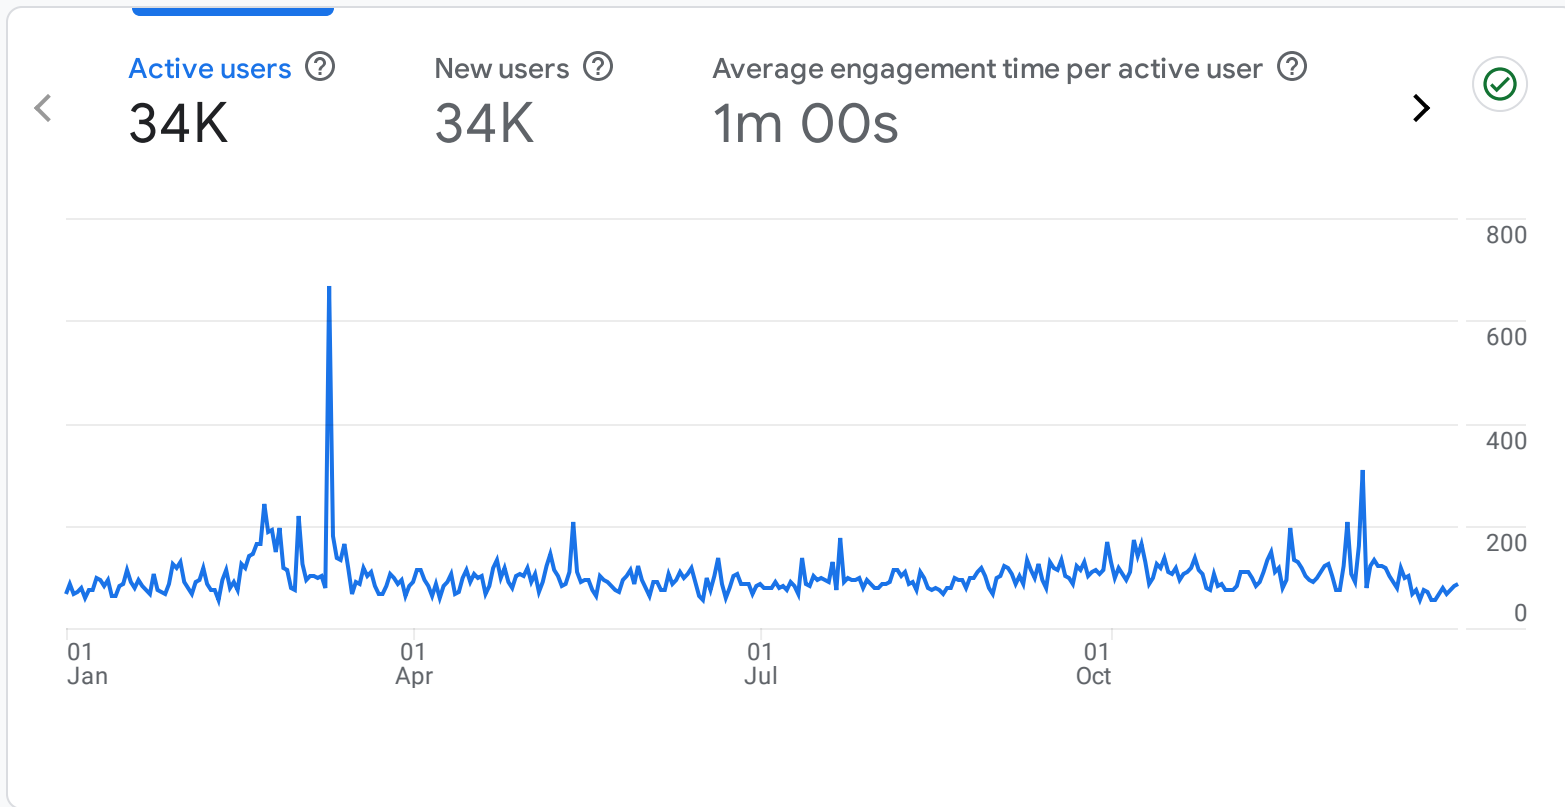 Active users
34K
New users
34K
Average engagement time per active user
1m 00s
800
600
400
200
0
01
Jan
01
Apr
01
Jul
01
Oct